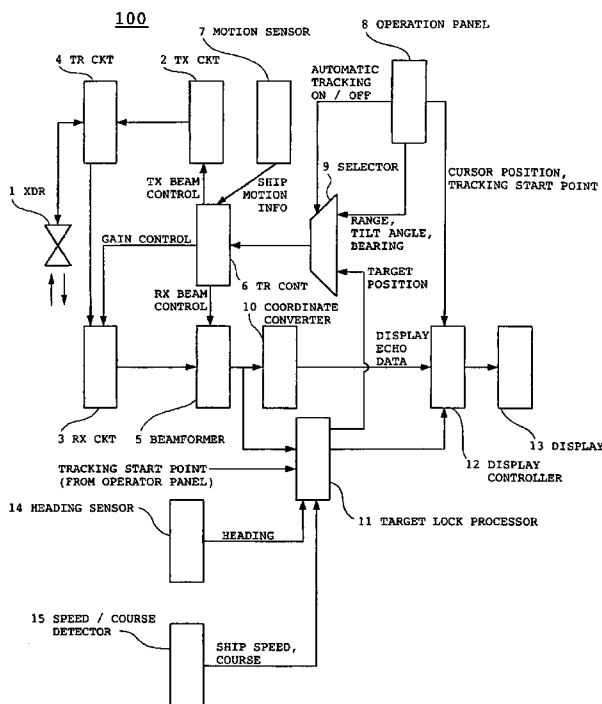 100
7 MOTION SENSOR
8 OPERATION PANEL
4 TR CKT
2 TX CKT
AUTOMATIC
TRACKING
ON / OFF
9 SELECTOR
CURSOR POSITION,
TRACKING START POINT
1 XDR
TX BEAM
CONTROL
SHIP
MOTION
INFO
RANGE,
TILT ANGLE,
BEARING
GAIN CONTROL
6 TR CONT
TARGET
POSITION
RX BEAM
CONTROL
10 COORDINATE
CONVERTER
DISPLAY
ECHO
DATA
3 RX CKT
5 BEAMFORMER
13 DISPLAY
12 DISPLAY
CONTROLLER
TRACKING START POINT
(FROM OPERATOR PANEL)
11 TARGET LOCK PROCESSOR
14 HEADING SENSOR
HEADING
15 SPEED / COURSE
DETECTOR
SHIP SPEED,
COURSE